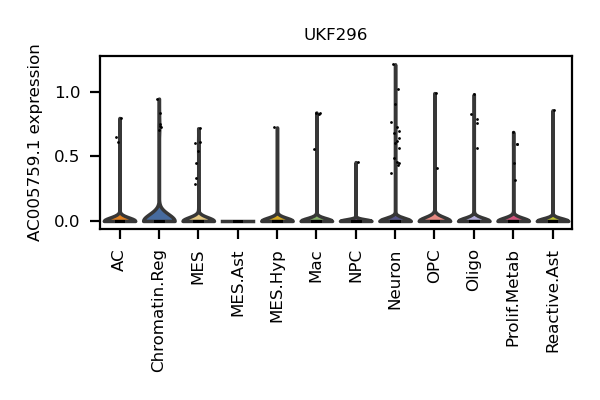 UKF296
AC005759.1 expression
1.0
0.5
0.0
AC
Chromatin.Reg
MES
MES.Ast
MES.Hyp
Mac
NPC
Neuron
OPC
Oligo
Prolif.Metab
Reactive.Ast